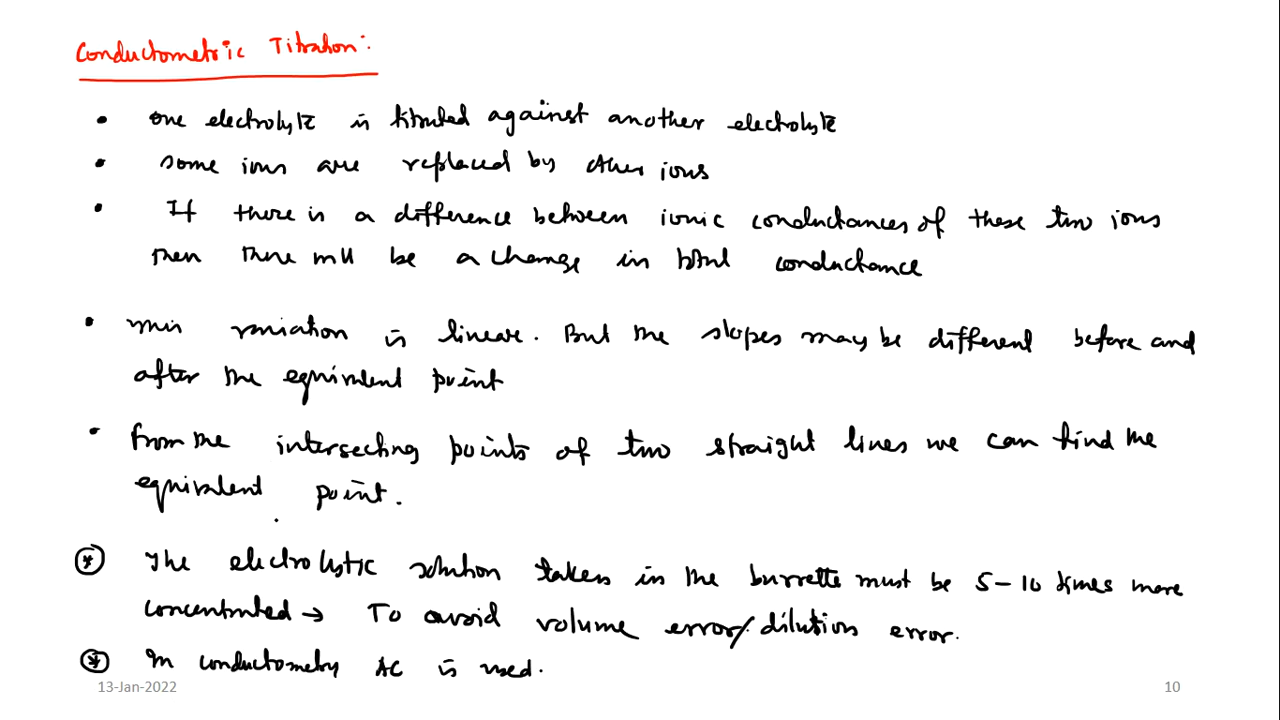 Conductometric Titration:
• one electrolyte is titrated against another electrolyte
• some ions are replaced by other ions
• If there is a difference between ionic conductances of these two ions
then there will be a change in total conductance
• This variation is linear. But the slopes may be different before and
after the equivalent point
• From the intersecting points of two straight lines we can find the
equivalent point.
* The electrolytic solution taken in the burrette must be 5-10 times more
concentrated → To avoid volume error/dilution error.
* In conductometry AC is used.
13-Jan-2022
10